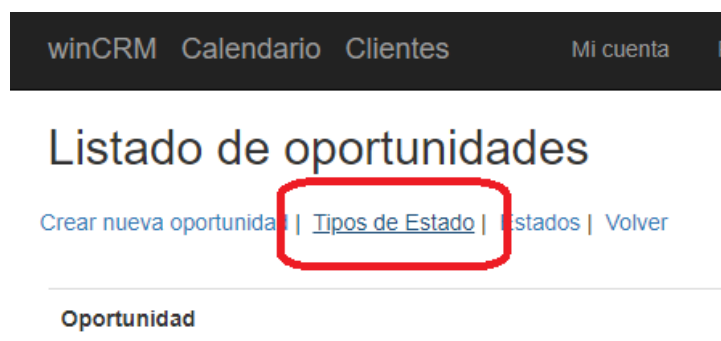 winCRM Calendario Clientes Mi cuenta
Listado de oportunidades
Crear nueva oportunidad | Tipos de Estado | Estados | Volver
Oportunidad